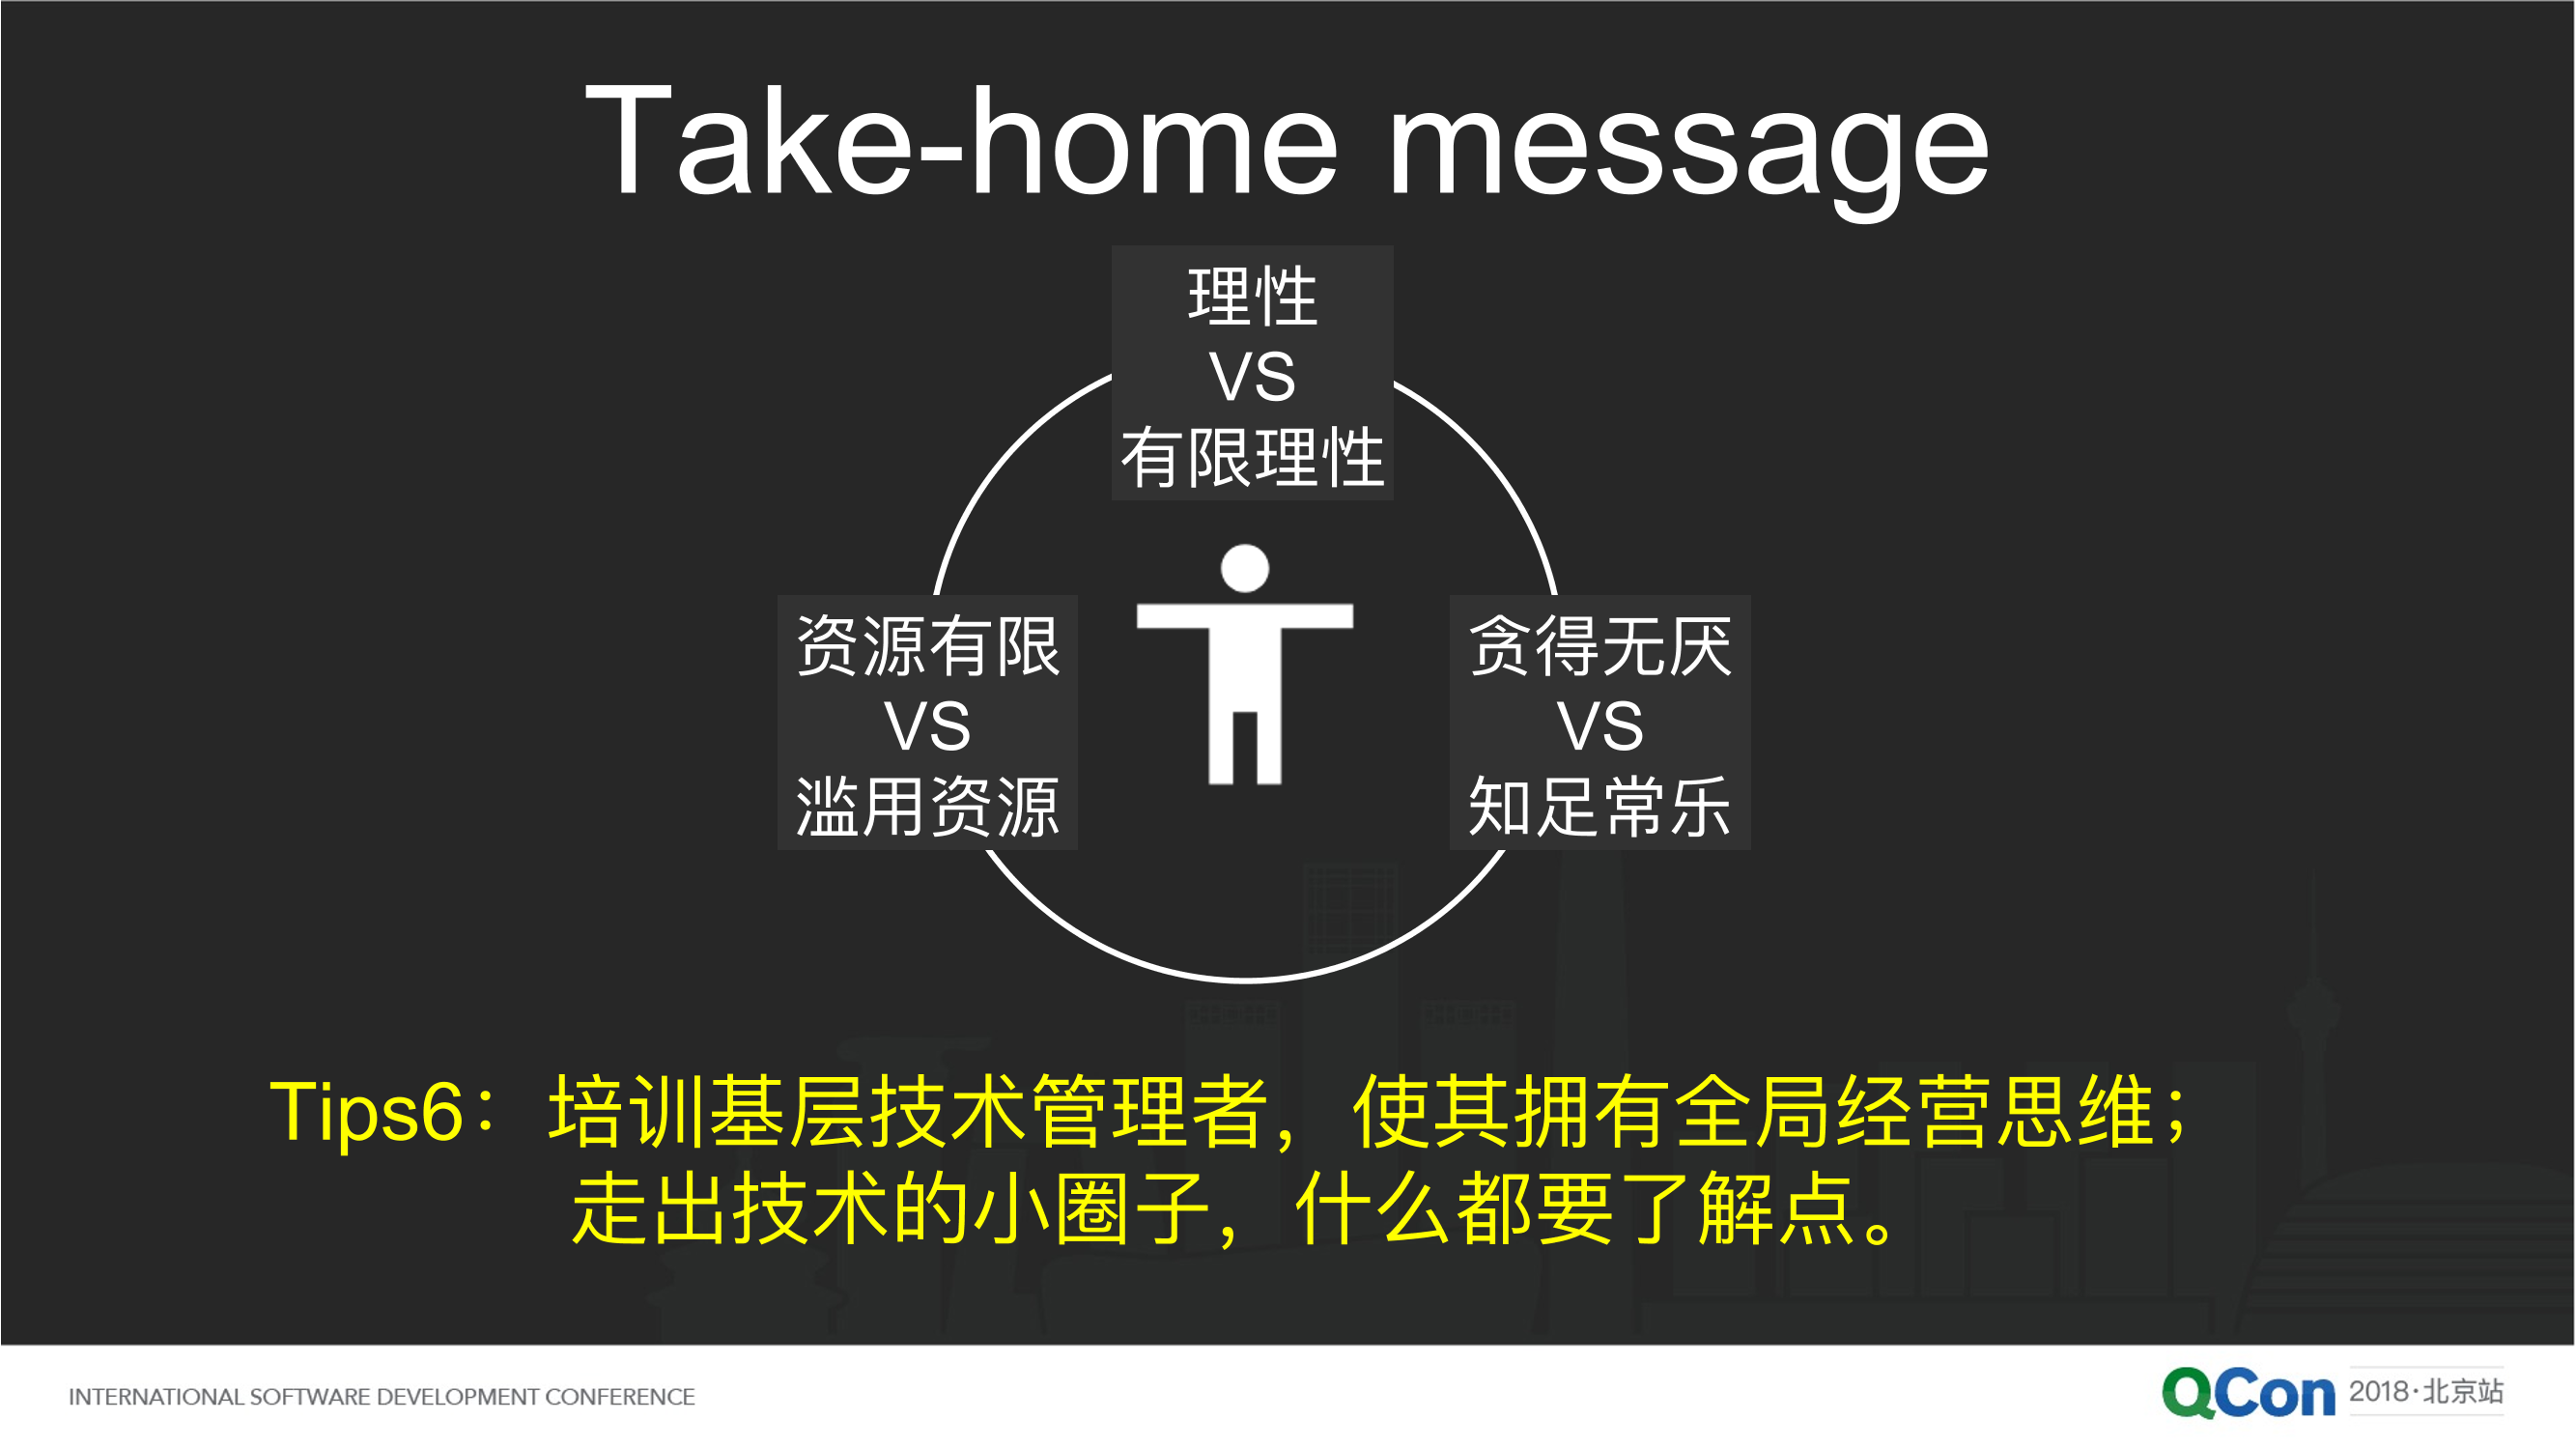 Take-home message
理性
VS
有限理性
资源有限
VS
滥用资源
贪得无厌
VS
知足常乐
Tips6：培训基层技术管理者，使其拥有全局经营思维；
走出技术的小圈子，什么都要了解点。
INTERNATIONAL SOFTWARE DEVELOPMENT CONFERENCE
QCon 2018·北京站